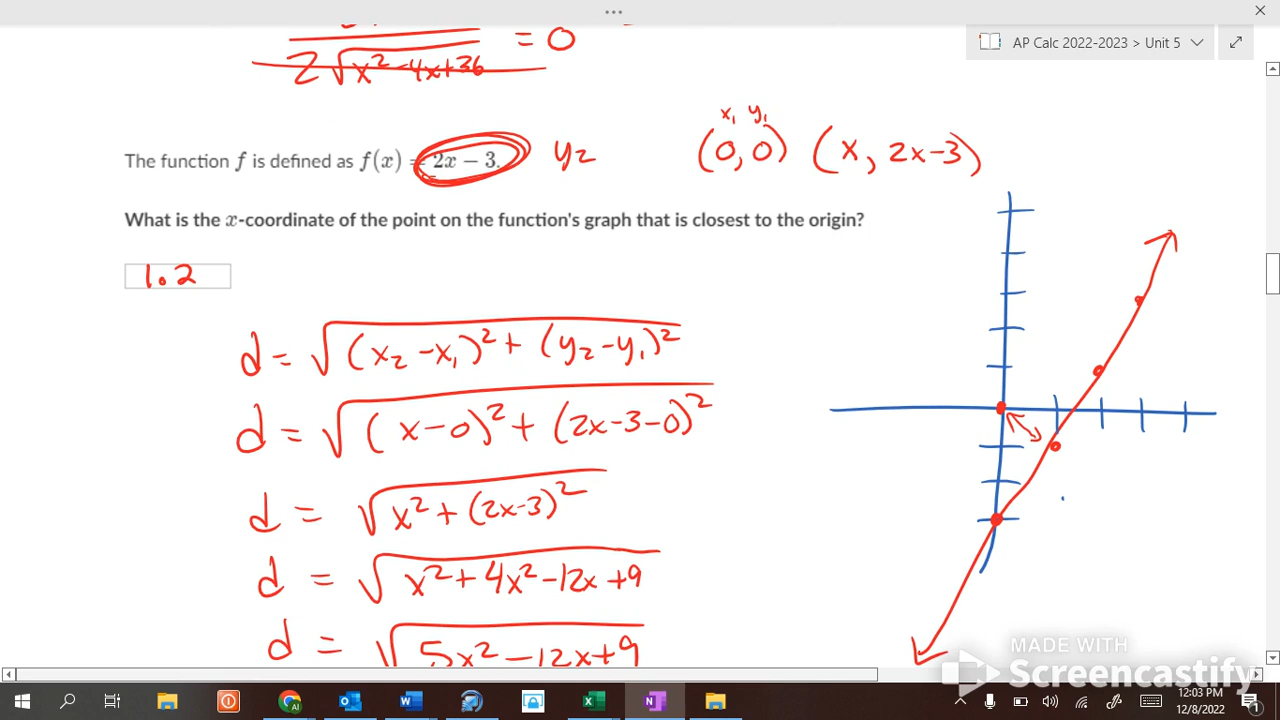 AP Calc 2022-2023 > Unit 5
= 0
2√x² - 4x + 36
The function f is defined as f(x) = 2x − 3. y2
x1 y1
(0,0) (x, 2x-3)
What is the x-coordinate of the point on the function's graph that is closest to the origin?
1.2
d = √(x2 - x1)² + (y2 - y1)²
d = √(x-0)² + (2x-3-0)²
d = √x² + (2x-3)²
d = √x² + 4x² - 12x + 9
d = √5x² - 12x + 9
MADE WITH
Screencastify
12:03 PM
12/8/2022